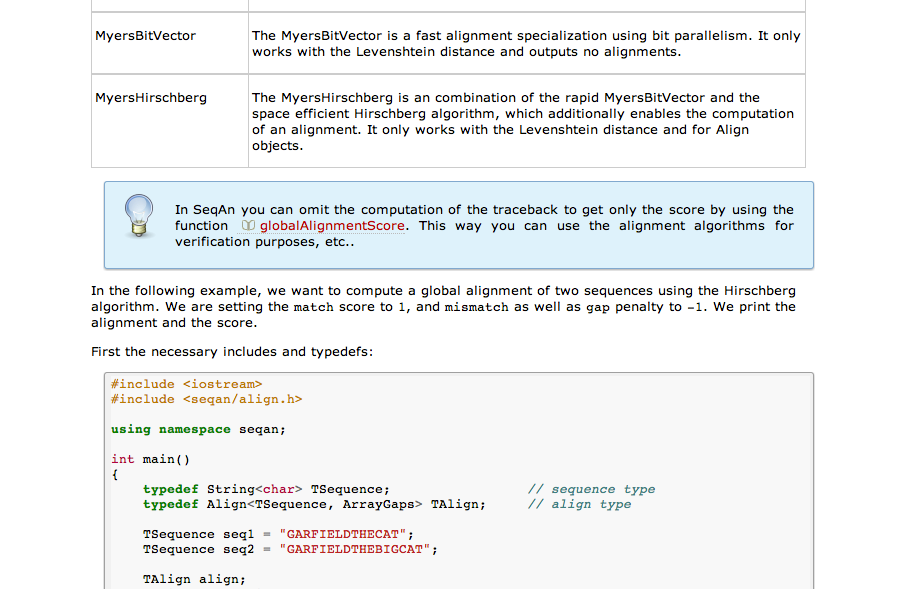 MyersBitVector
The MyersBitVector is a fast alignment specialization using bit parallelism. It only
works with the Levenshtein distance and outputs no alignments.
MyersHirschberg
The MyersHirschberg is an combination of the rapid MyersBitVector and the
space efficient Hirschberg algorithm, which additionally enables the computation
of an alignment. It only works with the Levenshtein distance and for Align
objects.
In SeqAn you can omit the computation of the traceback to get only the score by using the
function globalAlignmentScore. This way you can use the alignment algorithms for
verification purposes, etc..
In the following example, we want to compute a global alignment of two sequences using the Hirschberg
algorithm. We are setting the match score to 1, and mismatch as well as gap penalty to -1. We print the
alignment and the score.
First the necessary includes and typedefs:
#include <iostream>
#include <seqan/align.h>
using namespace seqan;
int main()
{
typedef String<char> TSequence; // sequence type
typedef Align<TSequence, ArrayGaps> TAlign; // align type
TSequence seq1 = "GARFIELDTHECAT";
TSequence seq2 = "GARFIELDTHEBIGCAT";
TAlign align;